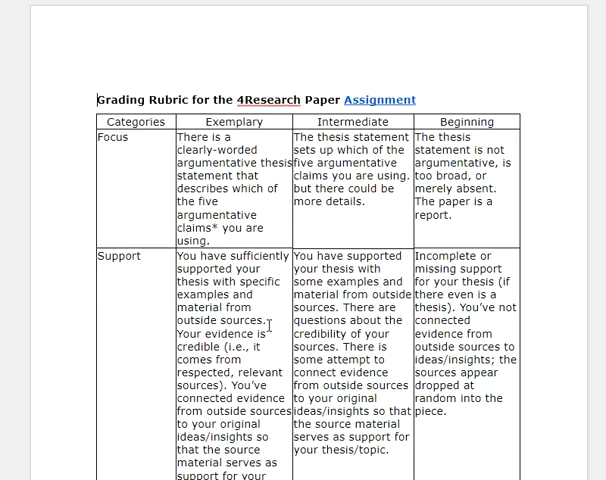 Grading Rubric for the 4Research Paper Assignment
Categories Exemplary Intermediate Beginning
Focus
There is a
clearly-worded
argumentative thesis
statement that
describes which of
the five
argumentative
claims* you are
using.
The thesis statement
sets up which of the
five argumentative
claims you are using.
but there could be
more details.
The thesis
statement is not
argumentative, is
too broad, or
merely absent.
The paper is a
report.
Support
You have sufficiently
supported your
thesis with specific
examples and
material from
outside sources.
Your evidence is
credible (i.e., it
comes from
respected, relevant
sources). You’ve
connected evidence
from outside sources
to your original
ideas/insights so
that the source
material serves as
support for your
You have supported
your thesis with
some examples and
material from outside
sources. There are
questions about the
credibility of your
sources. There is
some attempt to
connect evidence
from outside sources
to your original
ideas/insights so that
the source material
serves as support for
your thesis/topic.
Incomplete or
missing support
for your thesis (if
there even is a
thesis). You’ve not
connected
evidence from
outside sources to
ideas/insights; the
sources appear
dropped at
random into the
piece.